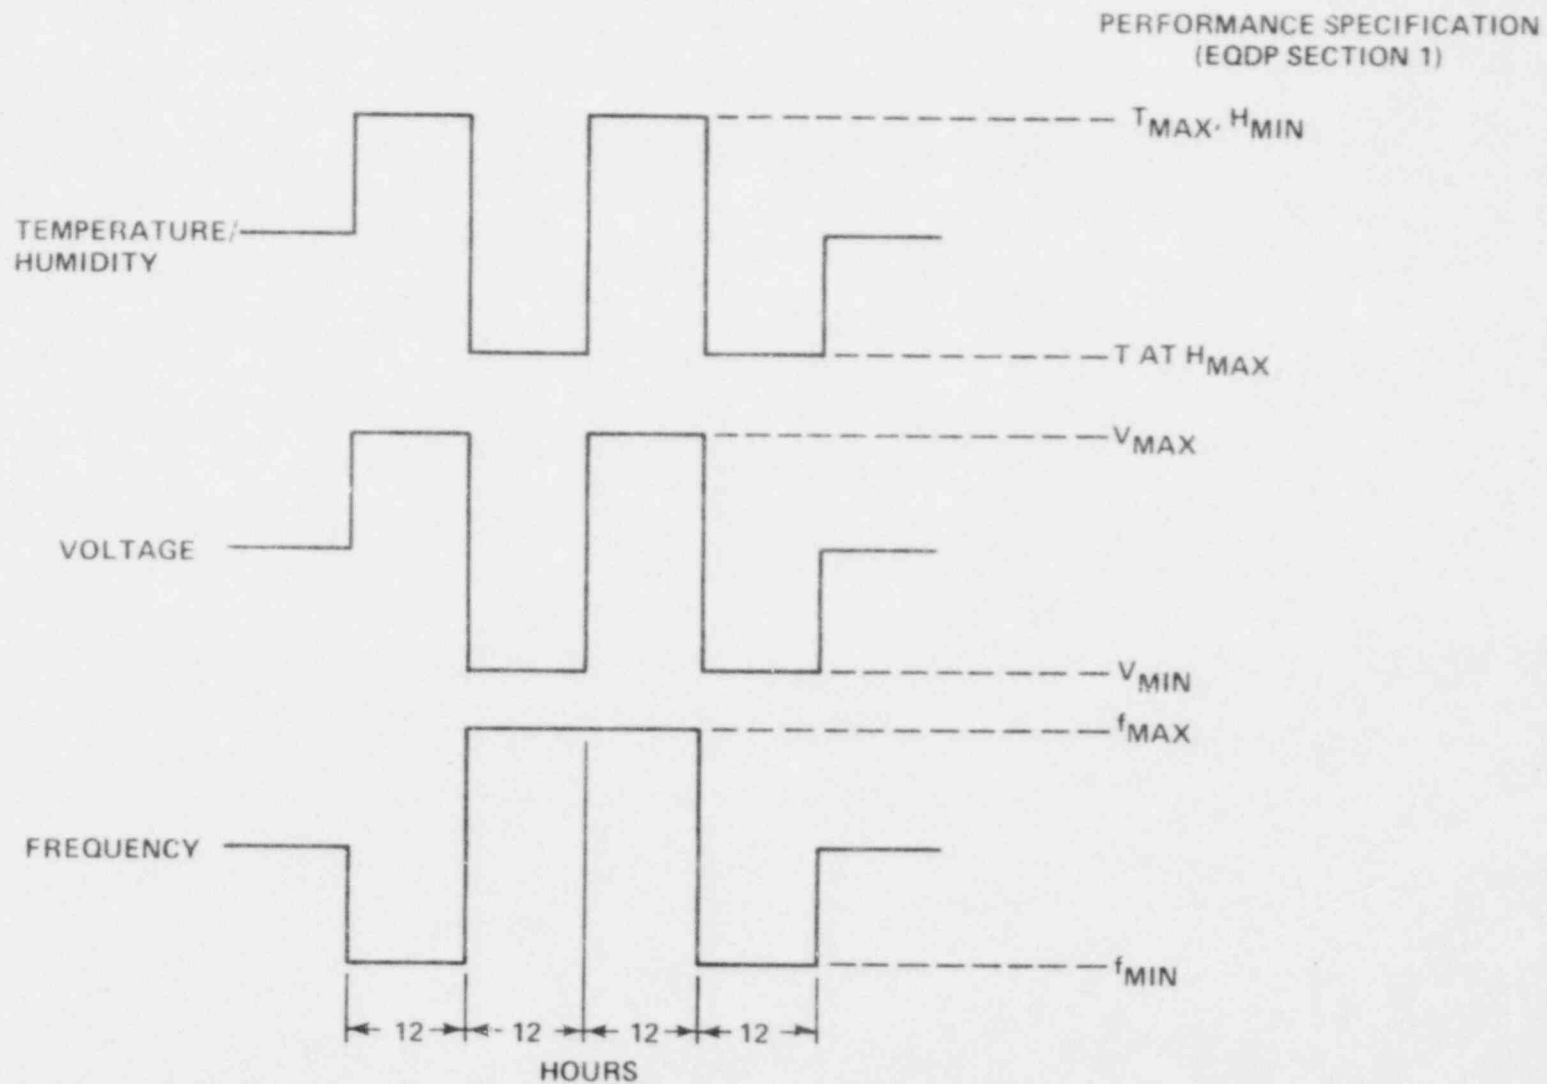 PERFORMANCE SPECIFICATION
(EQDP SECTION 1)
TMAX, HMIN
TEMPERATURE/
HUMIDITY
T AT HMAX
VMAX
VOLTAGE
VMIN
fMAX
FREQUENCY
fMIN
12 12 12 12
HOURS